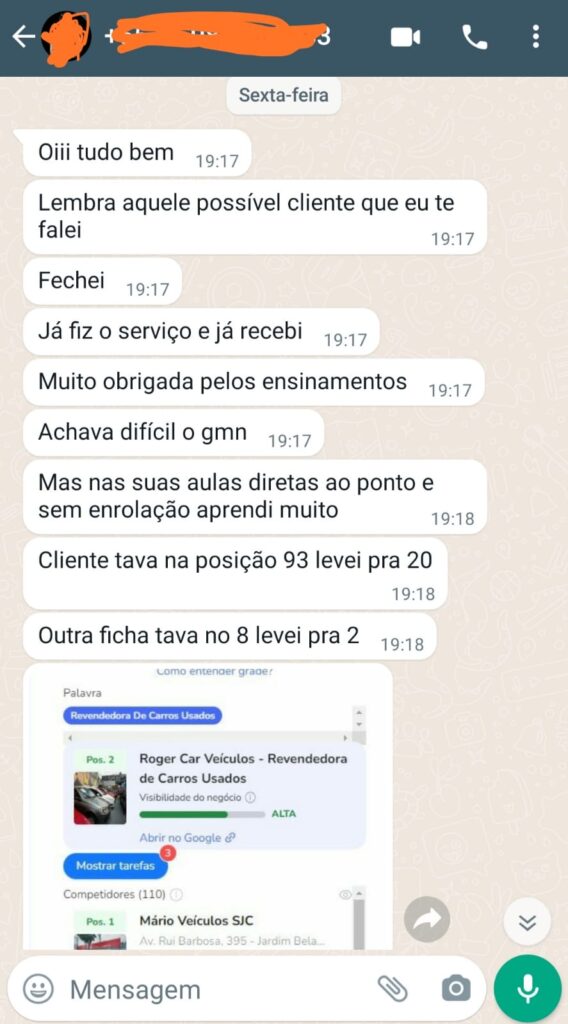 3
Sexta-feira
Oiii tudo bem 19:17
Lembra aquele possível cliente que eu te
falei
19:17
Fechei 19:17
Já fiz o serviço e já recebi 19:17
Muito obrigada pelos ensinamentos 19:17
Achava difícil o gmn 19:17
Mas nas suas aulas diretas ao ponto e
sem enrolação aprendi muito 19:18
Cliente tava na posição 93 levei pra 20
19:18
Outra ficha tava no 8 levei pra 2 19:18
Como entender grade?
Palavra
Revendedora De Carros Usados
Pos. 2
Roger Car Veículos - Revendedora
de Carros Usados
Visibilidade do negócio
ALTA
Abrir no Google
Mostrar tarefas
3
Competidores (110)
Pos. 1
Mário Veículos SJC
Av. Rui Barbosa, 395 - Jardim Bela...
Mensagem